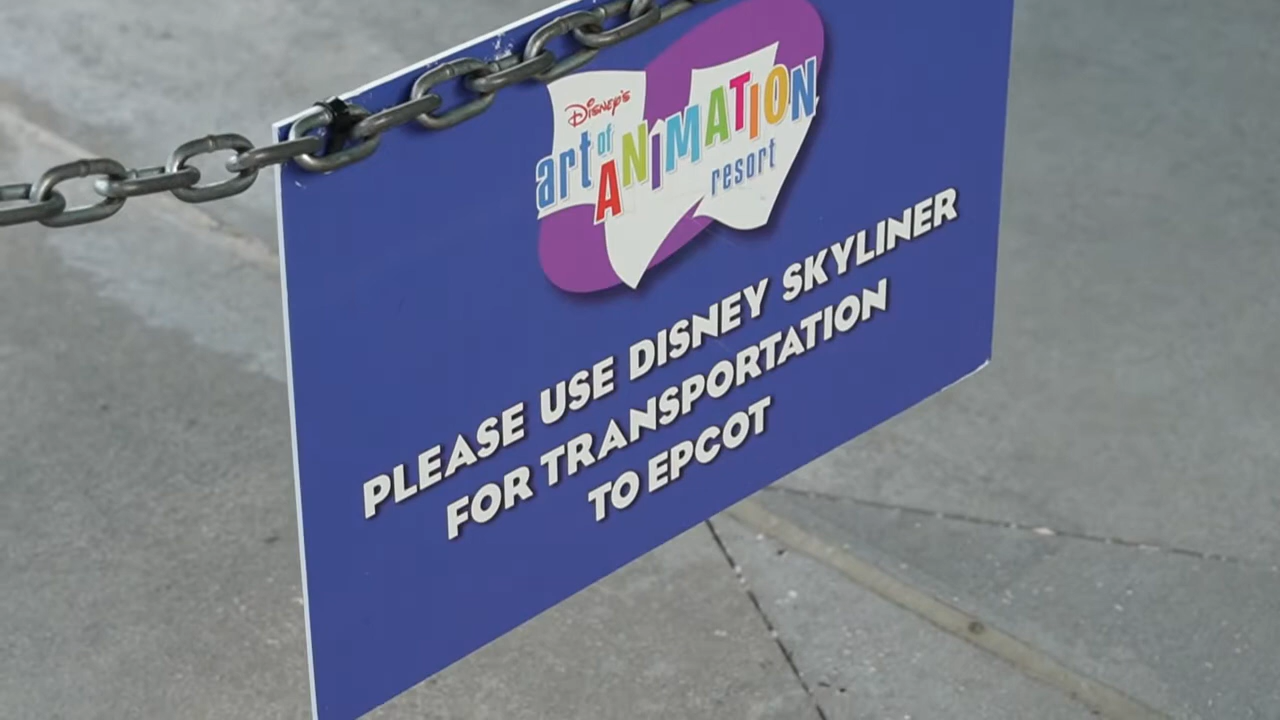 Disney's
art of ANIMATION
resort
PLEASE USE DISNEY SKYLINER
FOR TRANSPORTATION
TO EPCOT